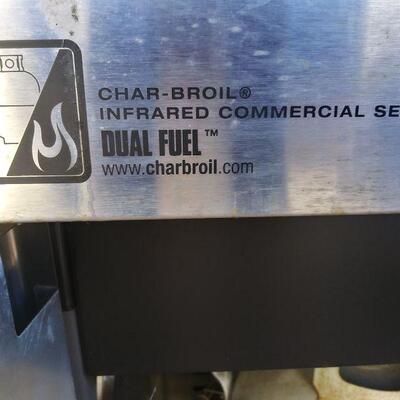 CHAR-BROIL®
INFRARED COMMERCIAL SE
DUAL FUEL™
www.charbroil.com